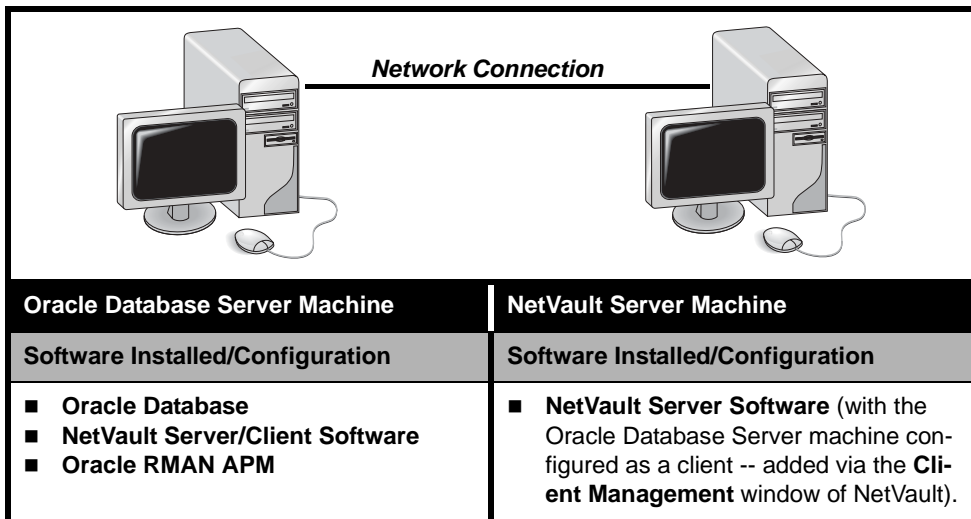 Network Connection
Oracle Database Server Machine
NetVault Server Machine
Software Installed/Configuration
Software Installed/Configuration
■ Oracle Database
■ NetVault Server/Client Software
■ Oracle RMAN APM
■ NetVault Server Software (with the
Oracle Database Server machine con-
figured as a client -- added via the Cli-
ent Management window of NetVault).